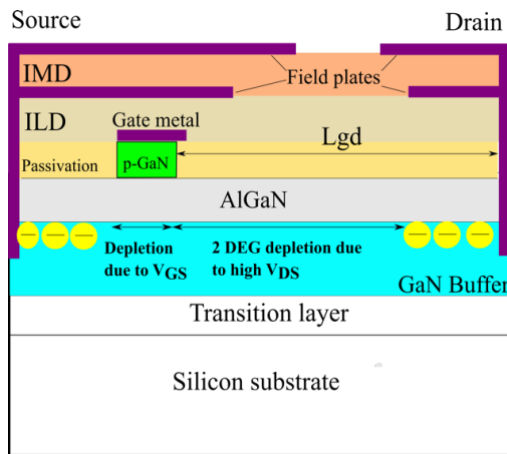 Source
Drain
IMD
Field plates
ILD
Gate metal
Lgd
Passivation
p-GaN
AlGaN
Depletion
due to VGS
2 DEG depletion due
to high VDS
GaN Buffer
Transition layer
Silicon substrate